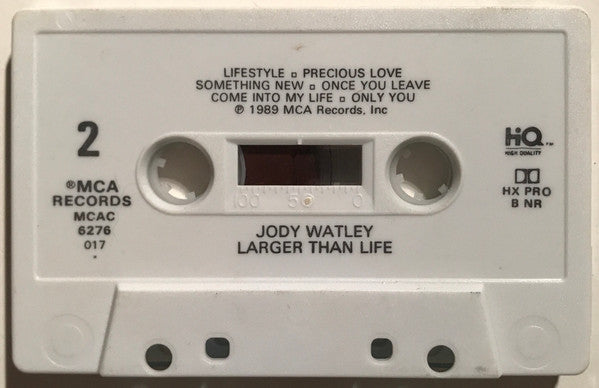 LIFESTYLE ▫ PRECIOUS LOVE
SOMETHING NEW ▫ ONCE YOU LEAVE
COME INTO MY LIFE ▫ ONLY YOU
℗ 1989 MCA Records, Inc
2
®MCA
RECORDS
MCAC
6276
017
HiQ™
HIGH QUALITY
HX PRO
B NR
100 50 0
JODY WATLEY
LARGER THAN LIFE